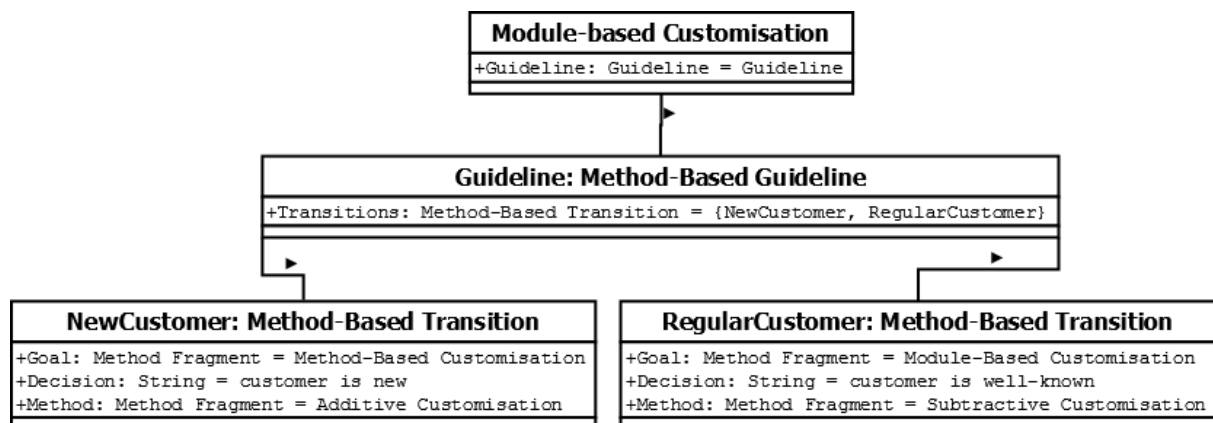 Module-based Customisation
+Guideline: Guideline = Guideline
Guideline: Method-Based Guideline
+Transitions: Method-Based Transition = {NewCustomer, RegularCustomer}
NewCustomer: Method-Based Transition
+Goal: Method Fragment = Method-Based Customisation
+Decision: String = customer is new
+Method: Method Fragment = Additive Customisation
RegularCustomer: Method-Based Transition
+Goal: Method Fragment = Module-Based Customisation
+Decision: String = customer is well-known
+Method: Method Fragment = Subtractive Customisation